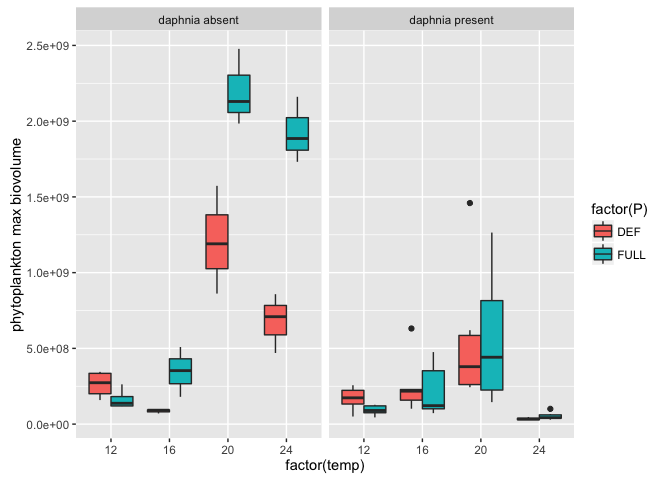 daphnia absent
daphnia present
phytoplankton max biovolume
2.5e+09
2.0e+09
1.5e+09
1.0e+09
5.0e+08
0.0e+00
12 16 20 24
12 16 20 24
factor(temp)
factor(P)
DEF
FULL